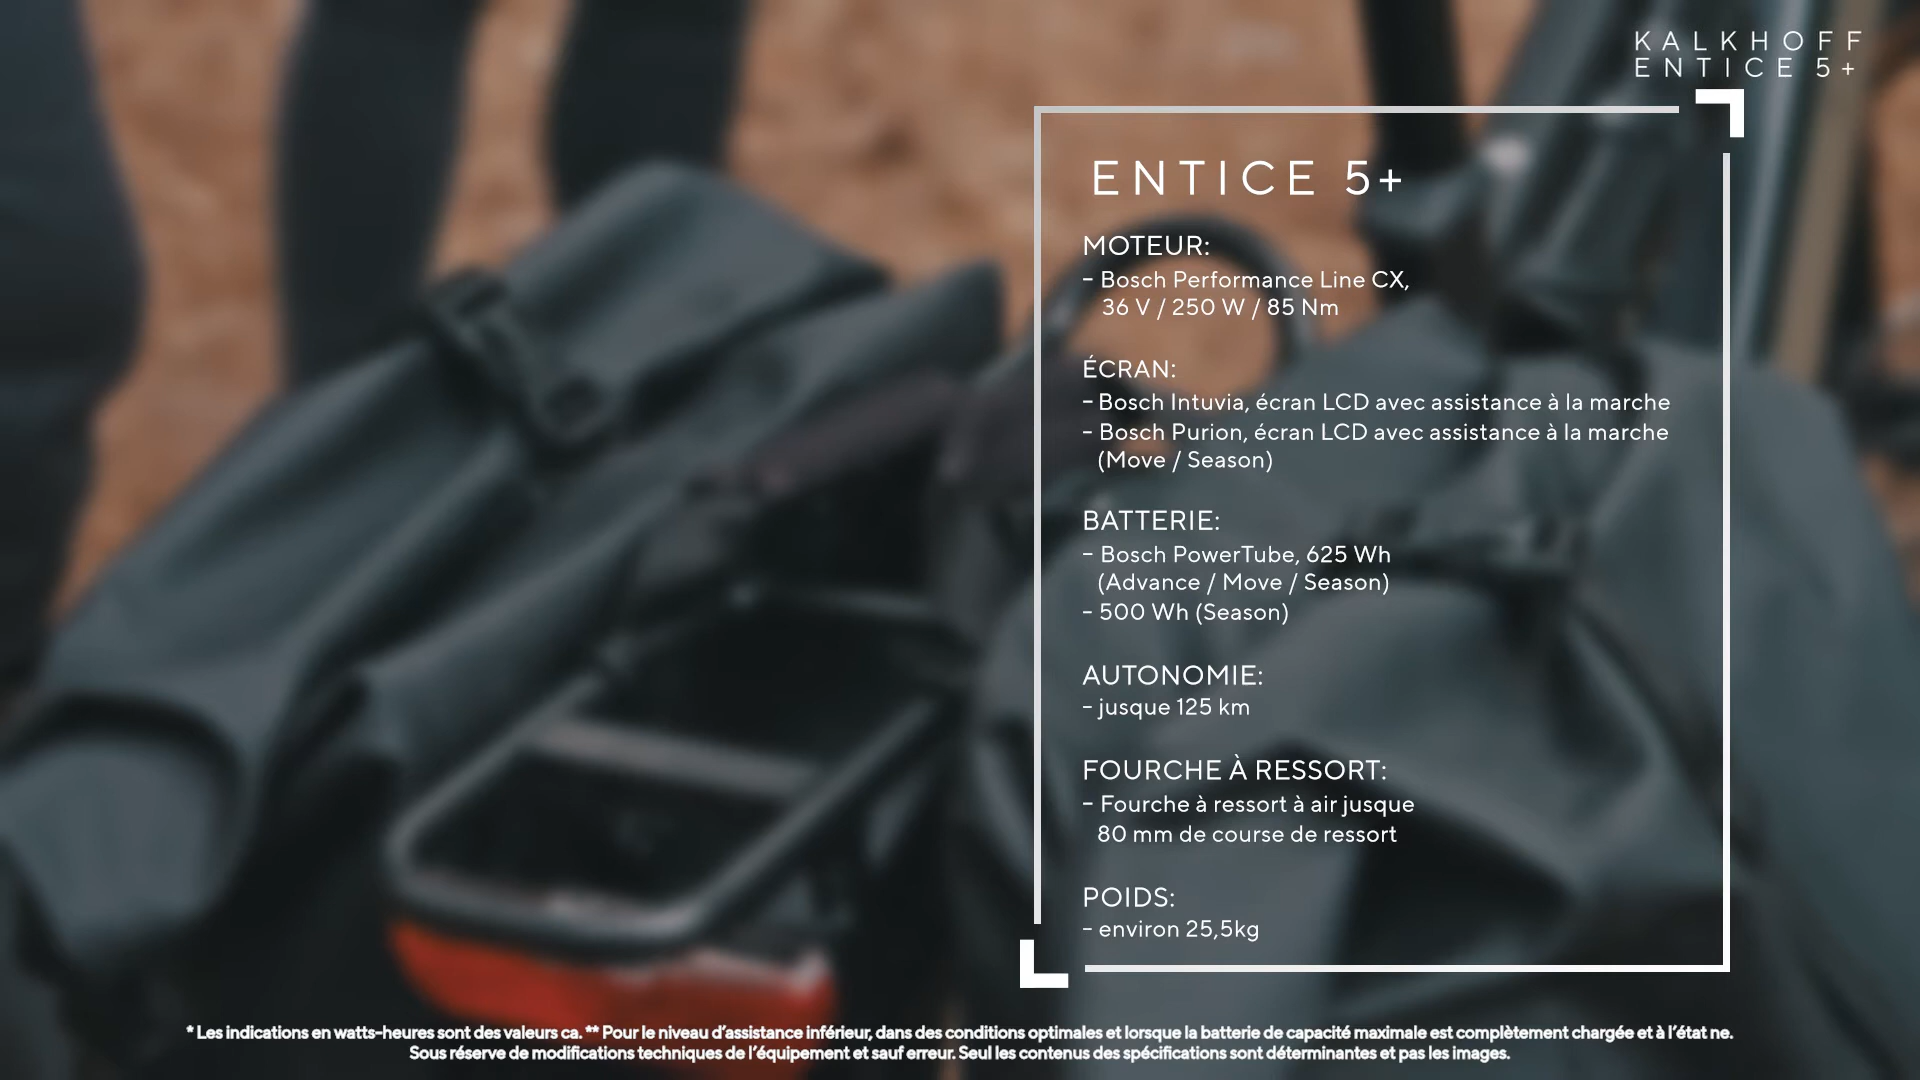 KALKHOFF
ENTICE 5+
ENTICE 5+
MOTEUR:
- Bosch Performance Line CX,
36 V / 250 W / 85 Nm
ÉCRAN:
- Bosch Intuvia, écran LCD avec assistance à la marche
- Bosch Purion, écran LCD avec assistance à la marche
(Move / Season)
BATTERIE:
- Bosch PowerTube, 625 Wh
(Advance / Move / Season)
- 500 Wh (Season)
AUTONOMIE:
- jusque 125 km
FOURCHE À RESSORT:
- Fourche à ressort à air jusque
80 mm de course de ressort
POIDS:
- environ 25,5kg
* Les indications en watts-heures sont des valeurs ca. ** Pour le niveau d'assistance inférieur, dans des conditions optimales et lorsque la batterie de capacité maximale est complètement chargée et à l'état ne.
Sous réserve de modifications techniques de l'équipement et sauf erreur. Seul les contenus des spécifications sont déterminantes et pas les images.